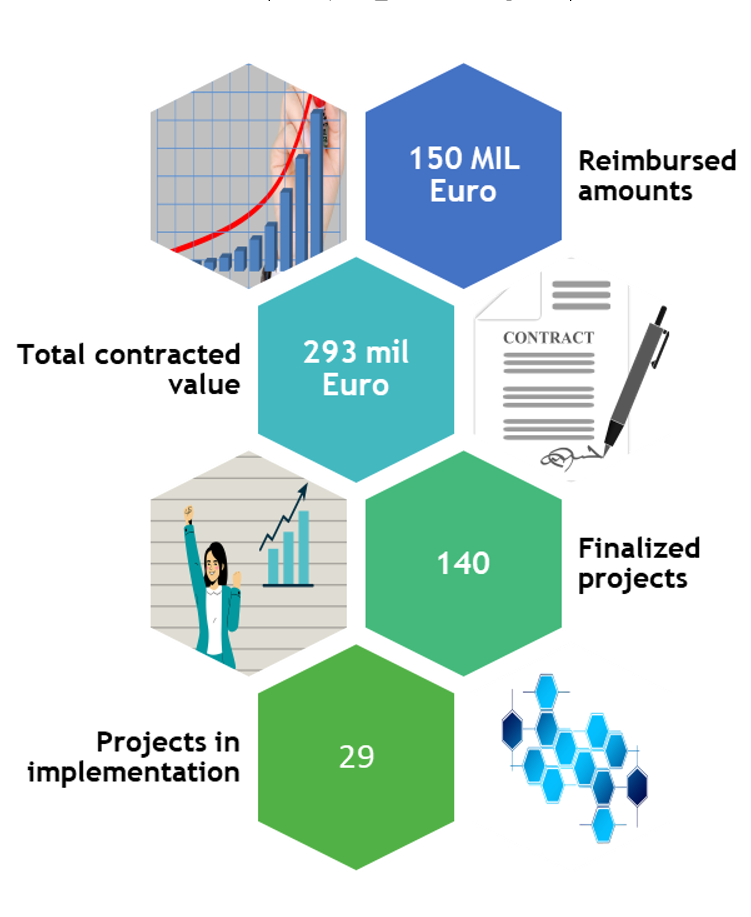 150 MIL
Euro
Reimbursed
amounts
Total contracted
value
293 mil
Euro
CONTRACT
140
Finalized
projects
Projects in
implementation
29